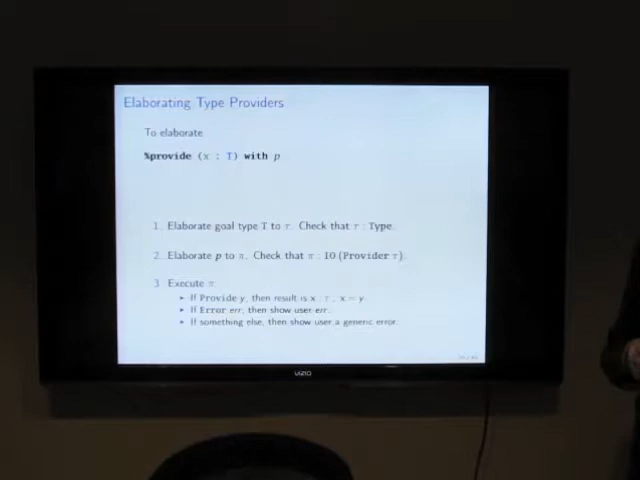 Elaborating Type Providers
To elaborate
%provide (x : T) with p
1. Elaborate goal type T to τ. Check that τ : Type.
2. Elaborate p to π. Check that π : IO (Provider τ).
3. Execute π
▸ If Provide y, then result is x : τ ; x = y
▸ If Error err, then show user err.
▸ If something else, then show user a generic error.
VIZIO